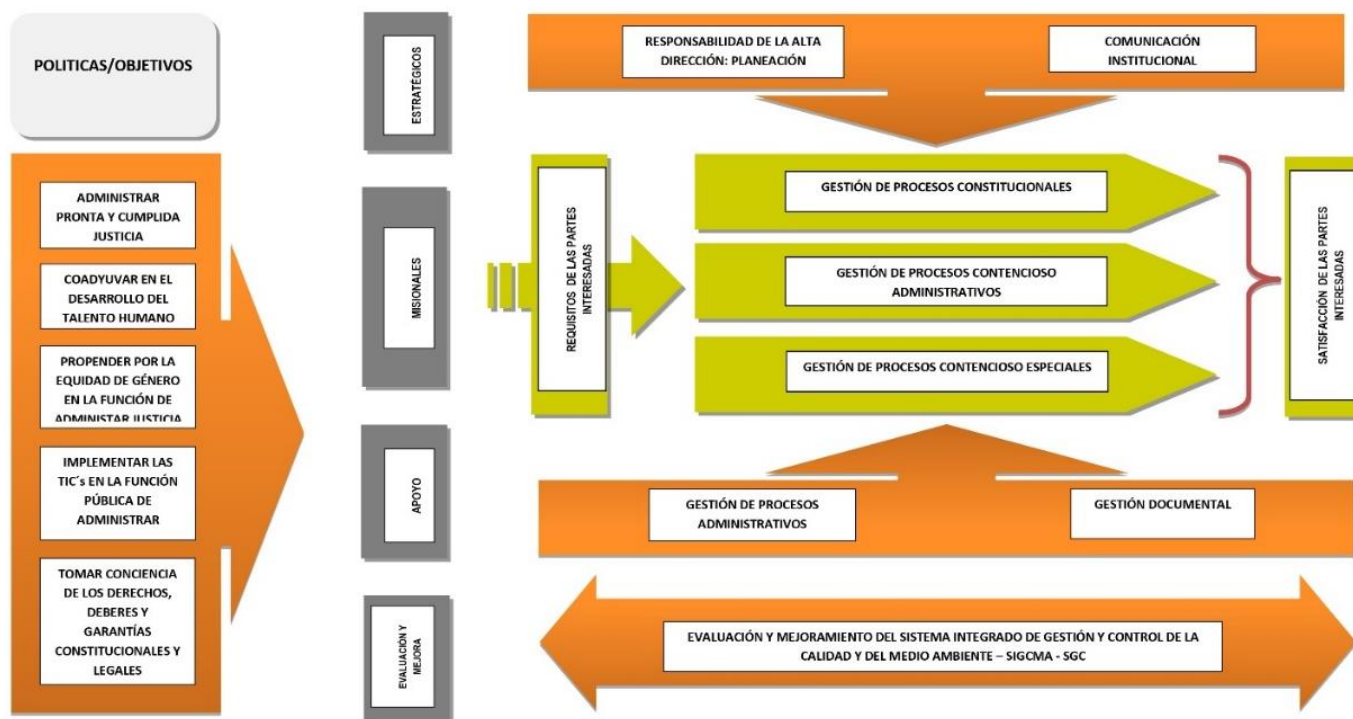 POLITICAS/OBJETIVOS
ADMINISTRAR
PRONTA Y CUMPLIDA
JUSTICIA
COADYUVAR EN EL
DESARROLLO DEL
TALENTO HUMANO
PROPENDER POR LA
EQUIDAD DE GÉNERO
EN LA FUNCIÓN DE
ADMINISTAR JUSTICIA
IMPLEMENTAR LAS
TIC´s EN LA FUNCIÓN
PÚBLICA DE
ADMINISTRAR
TOMAR CONCIENCIA
DE LOS DERECHOS,
DEBERES Y
GARANTÍAS
CONSTITUCIONALES Y
LEGALES
ESTRATÉGICOS
MISIONALES
APOYO
EVALUACIÓN Y
MEJORA
RESPONSABILIDAD DE LA ALTA
DIRECCIÓN: PLANEACIÓN
COMUNICACIÓN
INSTITUCIONAL
REQUISITOS DE LAS PARTES
INTERESADAS
GESTIÓN DE PROCESOS CONSTITUCIONALES
GESTIÓN DE PROCESOS CONTENCIOSO
ADMINISTRATIVOS
GESTIÓN DE PROCESOS CONTENCIOSO ESPECIALES
SATISFACCIÓN DE LAS PARTES
INTERESADAS
GESTIÓN DE PROCESOS
ADMINISTRATIVOS
GESTIÓN DOCUMENTAL
EVALUACIÓN Y MEJORAMIENTO DEL SISTEMA INTEGRADO DE GESTIÓN Y CONTROL DE LA
CALIDAD Y DEL MEDIO AMBIENTE – SIGCMA - SGC